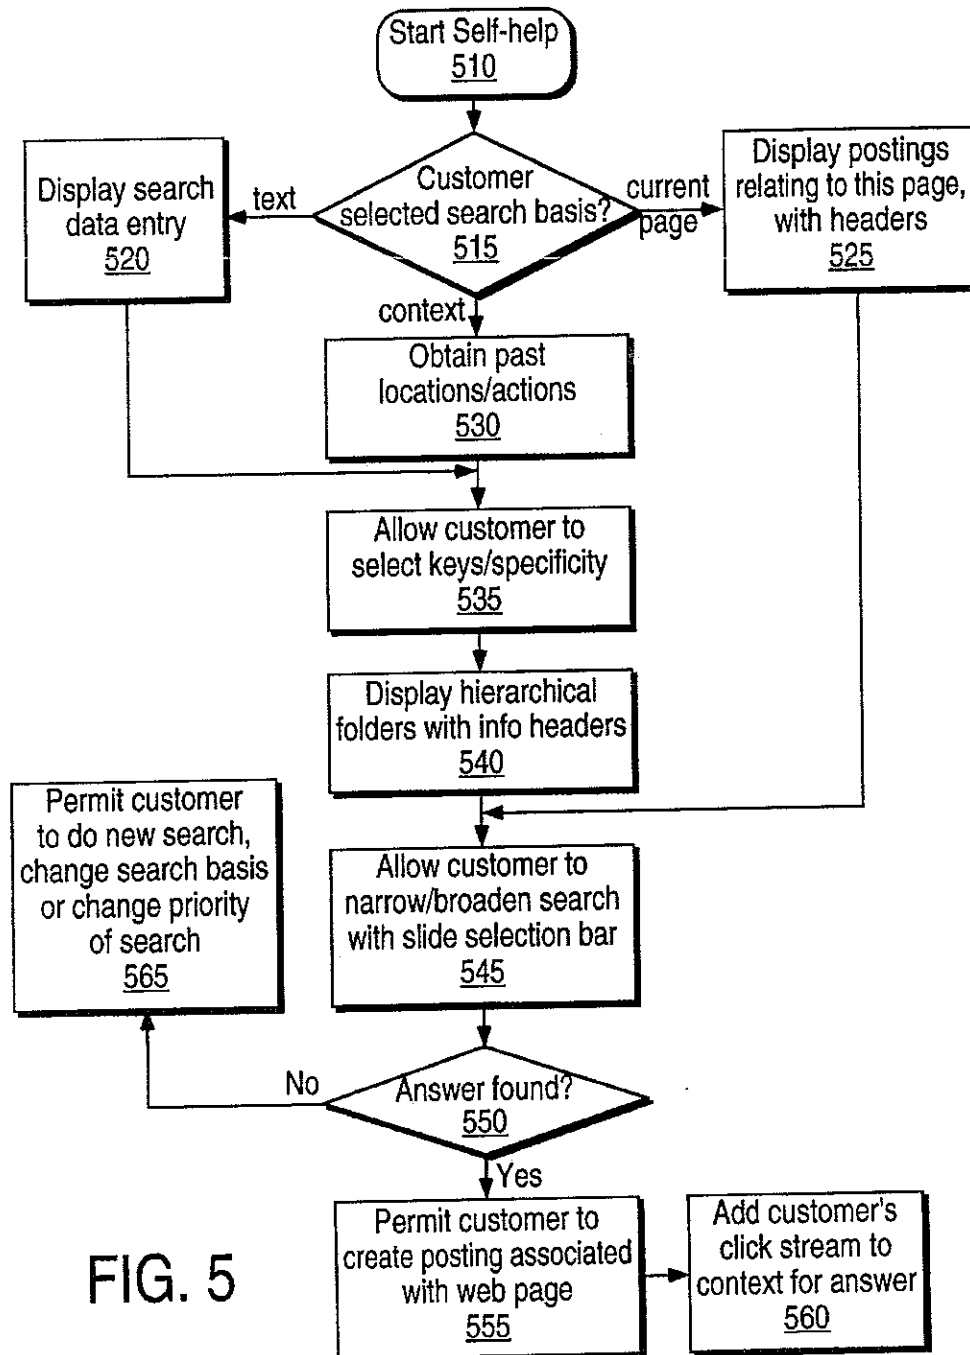 Start Self-help
510
Customer
selected search basis?
515
text
current
page
context
Display search
data entry
520
Display postings
relating to this page,
with headers
525
Obtain past
locations/actions
530
Allow customer to
select keys/specificity
535
Display hierarchical
folders with info headers
540
Permit customer
to do new search,
change search basis
or change priority
of search
565
Allow customer to
narrow/broaden search
with slide selection bar
545
No
Answer found?
550
Yes
Permit customer to
create posting associated
with web page
555
Add customer's
click stream to
context for answer
560
FIG. 5